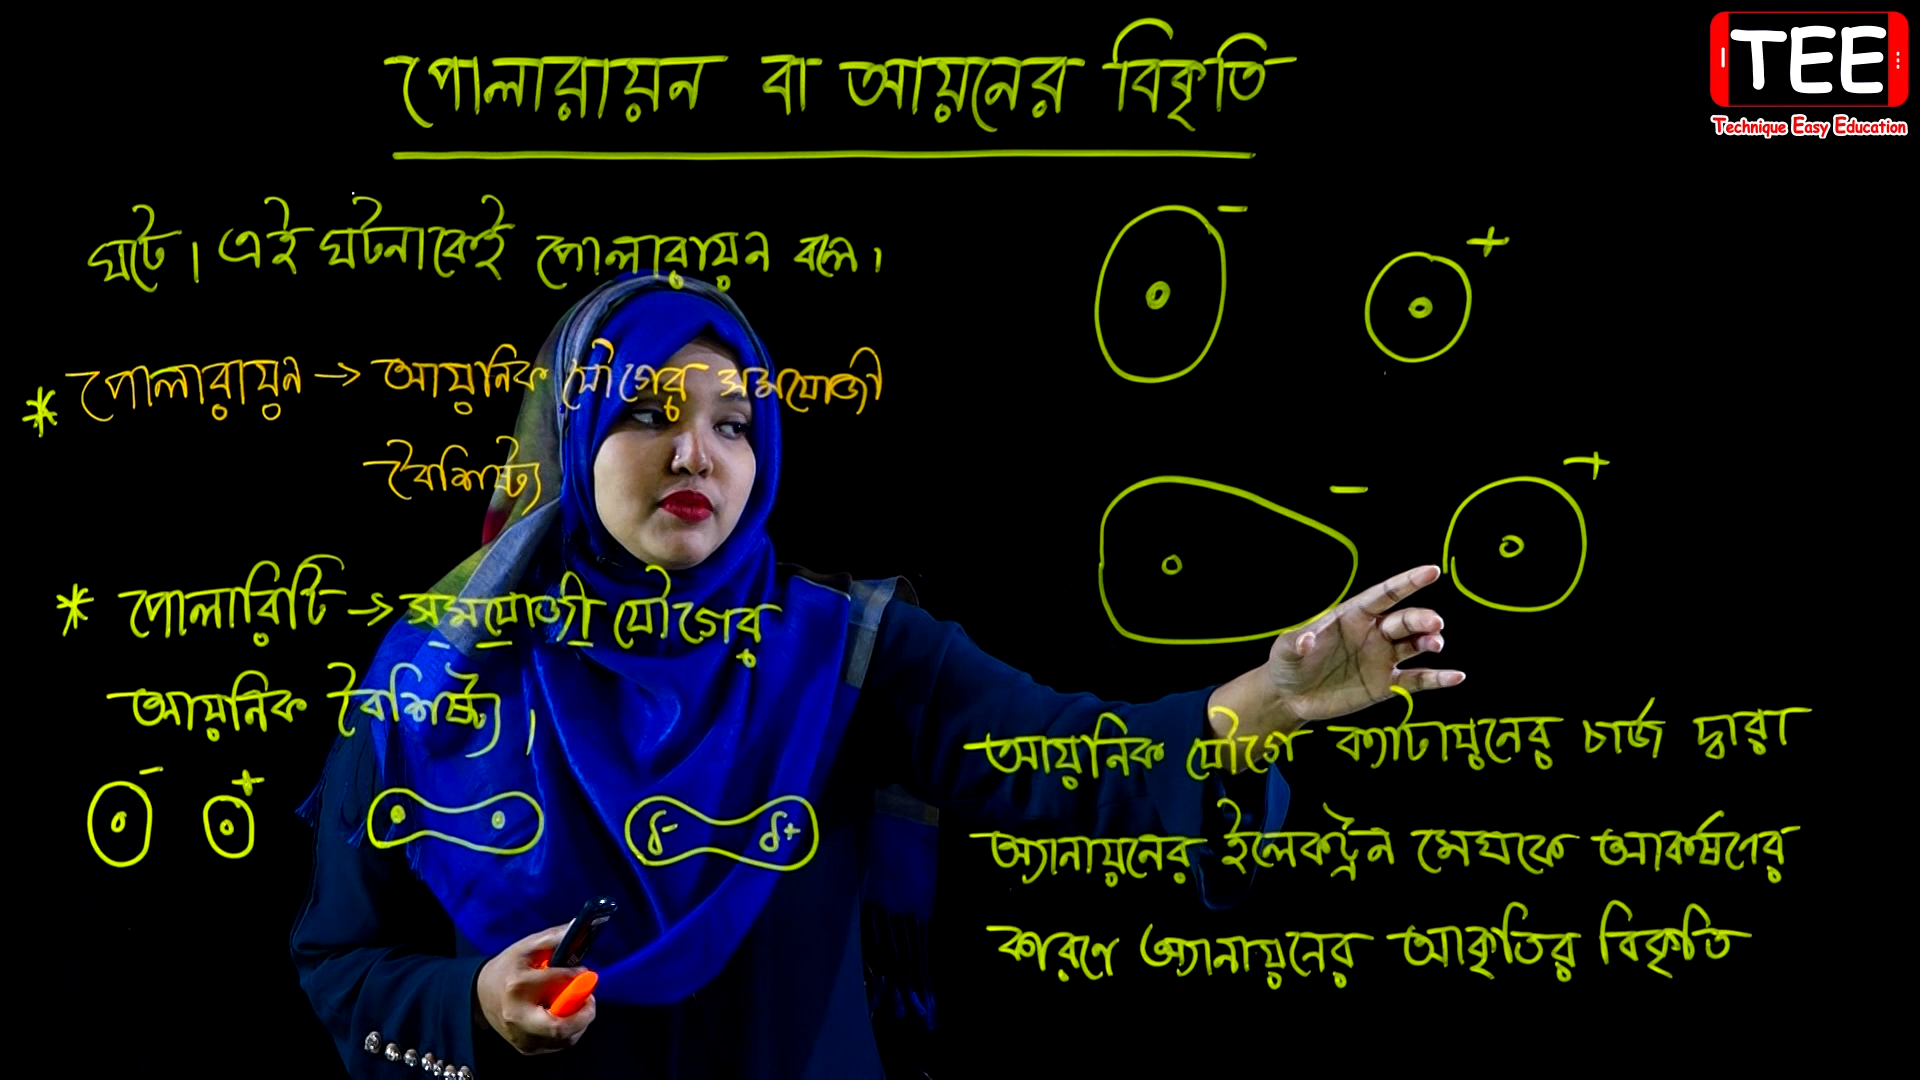 পোলারায়ন বা আয়নের বিকৃতি
TEE
Technique Easy Education
ঘটে। এই ঘটনাকেই পোলারায়ন বলে।
* পোলারায়ন → আয়নিক যৌগের সমযোজী
বৈশিষ্ট্য
* পোলারিটি → সমযোজী যৌগের
আয়নিক বৈশিষ্ট্য।
- +
δ- δ+
- +
- +
আয়নিক যৌগে ক্যাটায়নের চার্জ দ্বারা
অ্যানায়নের ইলেকট্রন মেঘকে আকর্ষণের
কারণে অ্যানায়নের আকৃতির বিকৃতি